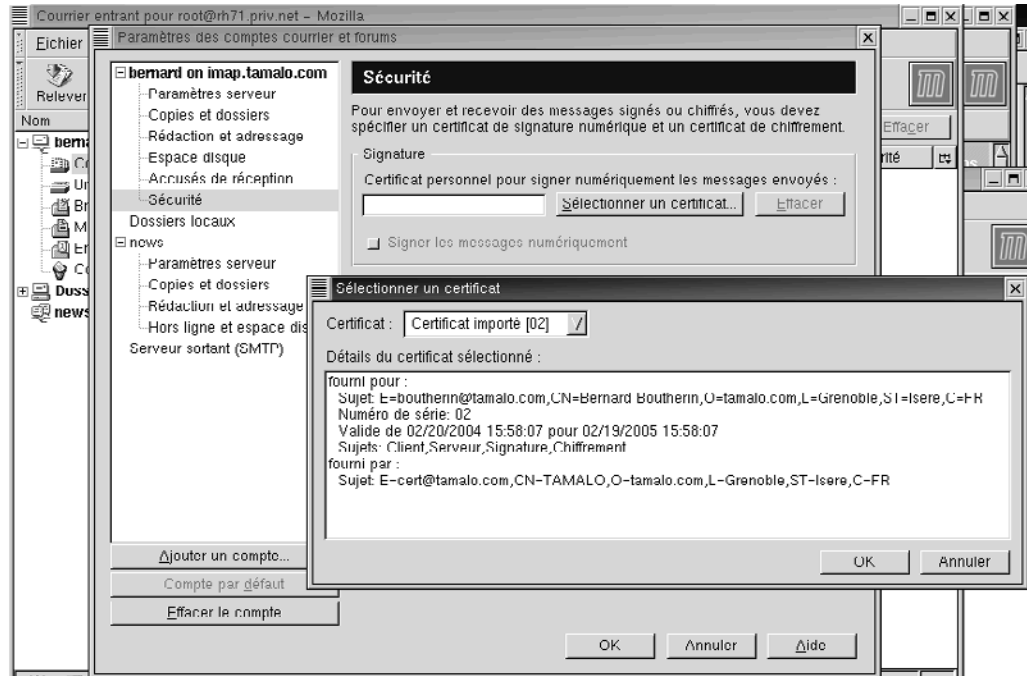 Courrier entrant pour root@rh71.priv.net - Mozilla
Eichier
Paramètres des comptes courrier et forums
Relever
Nom
Effacer
rité
bernard on imap.tamalo.com
Paramètres serveur
Copies et dossiers
Rédaction et adressage
Espace disque
Accusés de réception
Sécurité
Dossiers locaux
news
Paramètres serveur
Copies et dossiers
Rédaction et adressage
Hors ligne et espace dis
Serveur sortant (SMTP)
Ajouter un compte...
Compte par défaut
Effacer le compte
berna
Co
Un
Br
M
En
Co
Doss
news
Sécurité
Pour envoyer et recevoir des messages signés ou chiffrés, vous devez
spécifier un certificat de signature numérique et un certificat de chiffrement.
Signature
Certificat personnel pour signer numériquement les messages envoyés :
Sélectionner un certificat...
Effacer
Signer les messages numériquement
Sélectionner un certificat
Certificat : Certificat importé [02]
Détails du certificat sélectionné :
fourni pour :
Sujet: E=boutherin@tamalo.com,CN=Bernard Boutherin,O=tamalo.com,L=Grenoble,ST=Isere,C=FR
Numéro de série: 02
Valide de 02/20/2004 15:58:07 pour 02/19/2005 15:58:07
Sujets: Client,Serveur,Signature,Chiffrement
fourni par :
Sujet: E=cert@tamalo.com,CN=TAMALO,O=tamalo.com,L=Grenoble,ST=Isere,C=FR
OK
Annuler
OK
Annuler
Aide